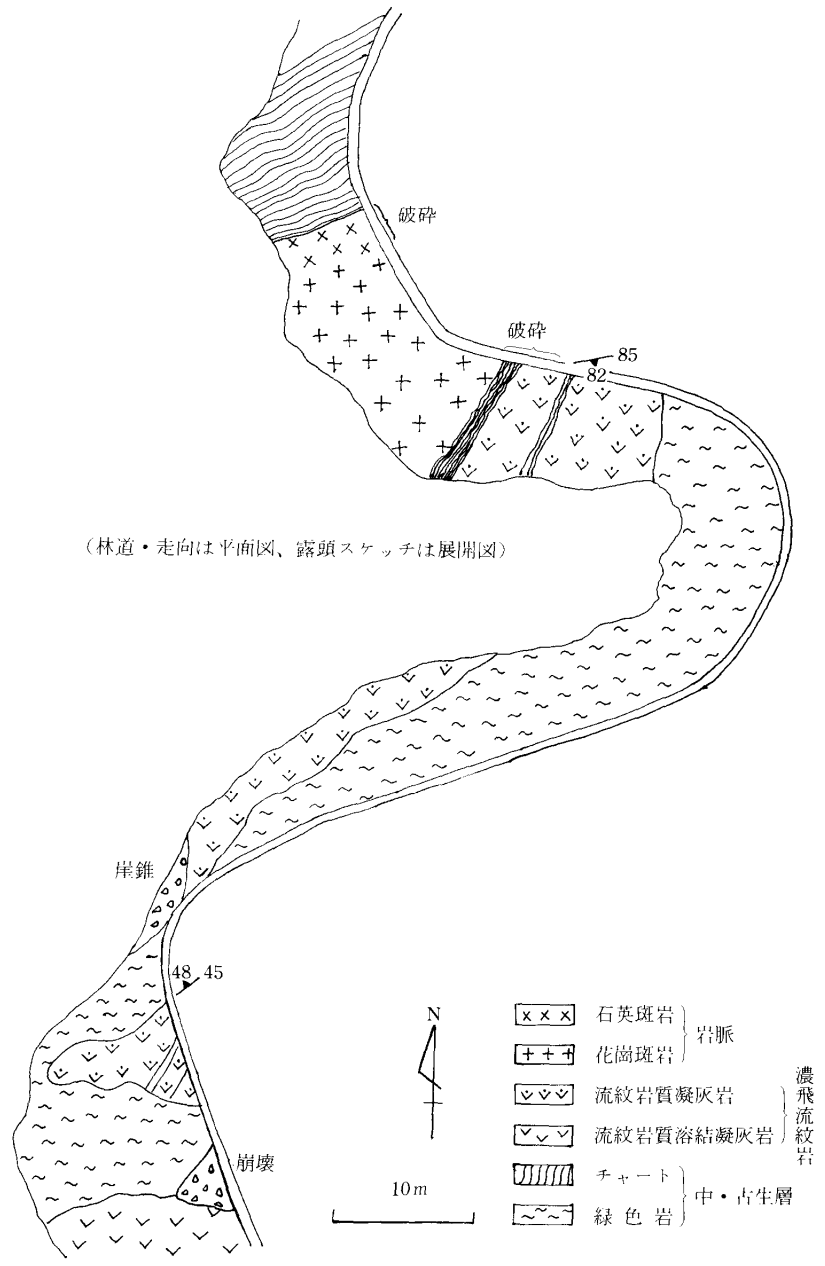 破砕
破砕
85
82
（林道・走向は平面図、露頭スケッチは展開図）
崖錐
48 45
崩壊
N
10m
石英斑岩
花崗斑岩
岩脈
流紋岩質凝灰岩
流紋岩質溶結凝灰岩
濃飛流紋岩
チャート
緑色岩
中・古生層